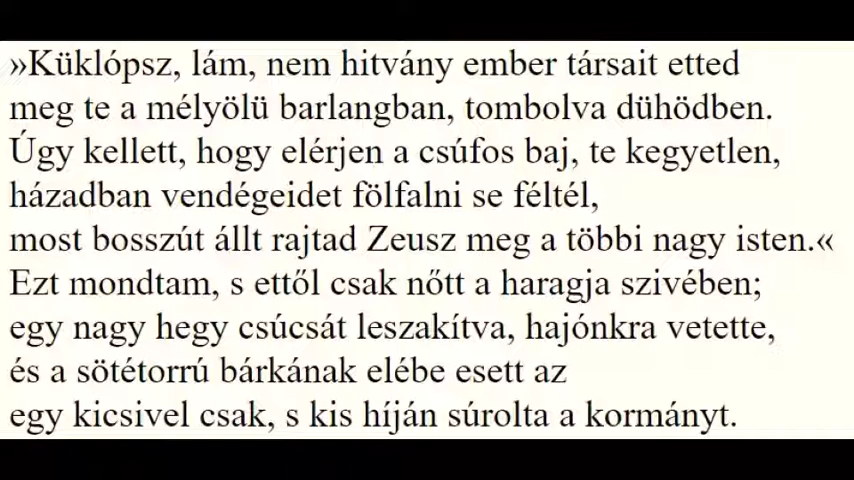 »Küklópsz, lám, nem hitvány ember társait etted
meg te a mélyölü barlangban, tombolva dühödben.
Úgy kellett, hogy elérjen a csúfos baj, te kegyetlen,
házadban vendégeidet fölfalni se féltél,
most bosszút állt rajtad Zeusz meg a többi nagy isten.«
Ezt mondtam, s ettől csak nőtt a haragja szivében;
egy nagy hegy csúcsát leszakítva, hajónkra vetette,
és a sötétorrú bárkának elébe esett az
egy kicsivel csak, s kis híján súrolta a kormányt.